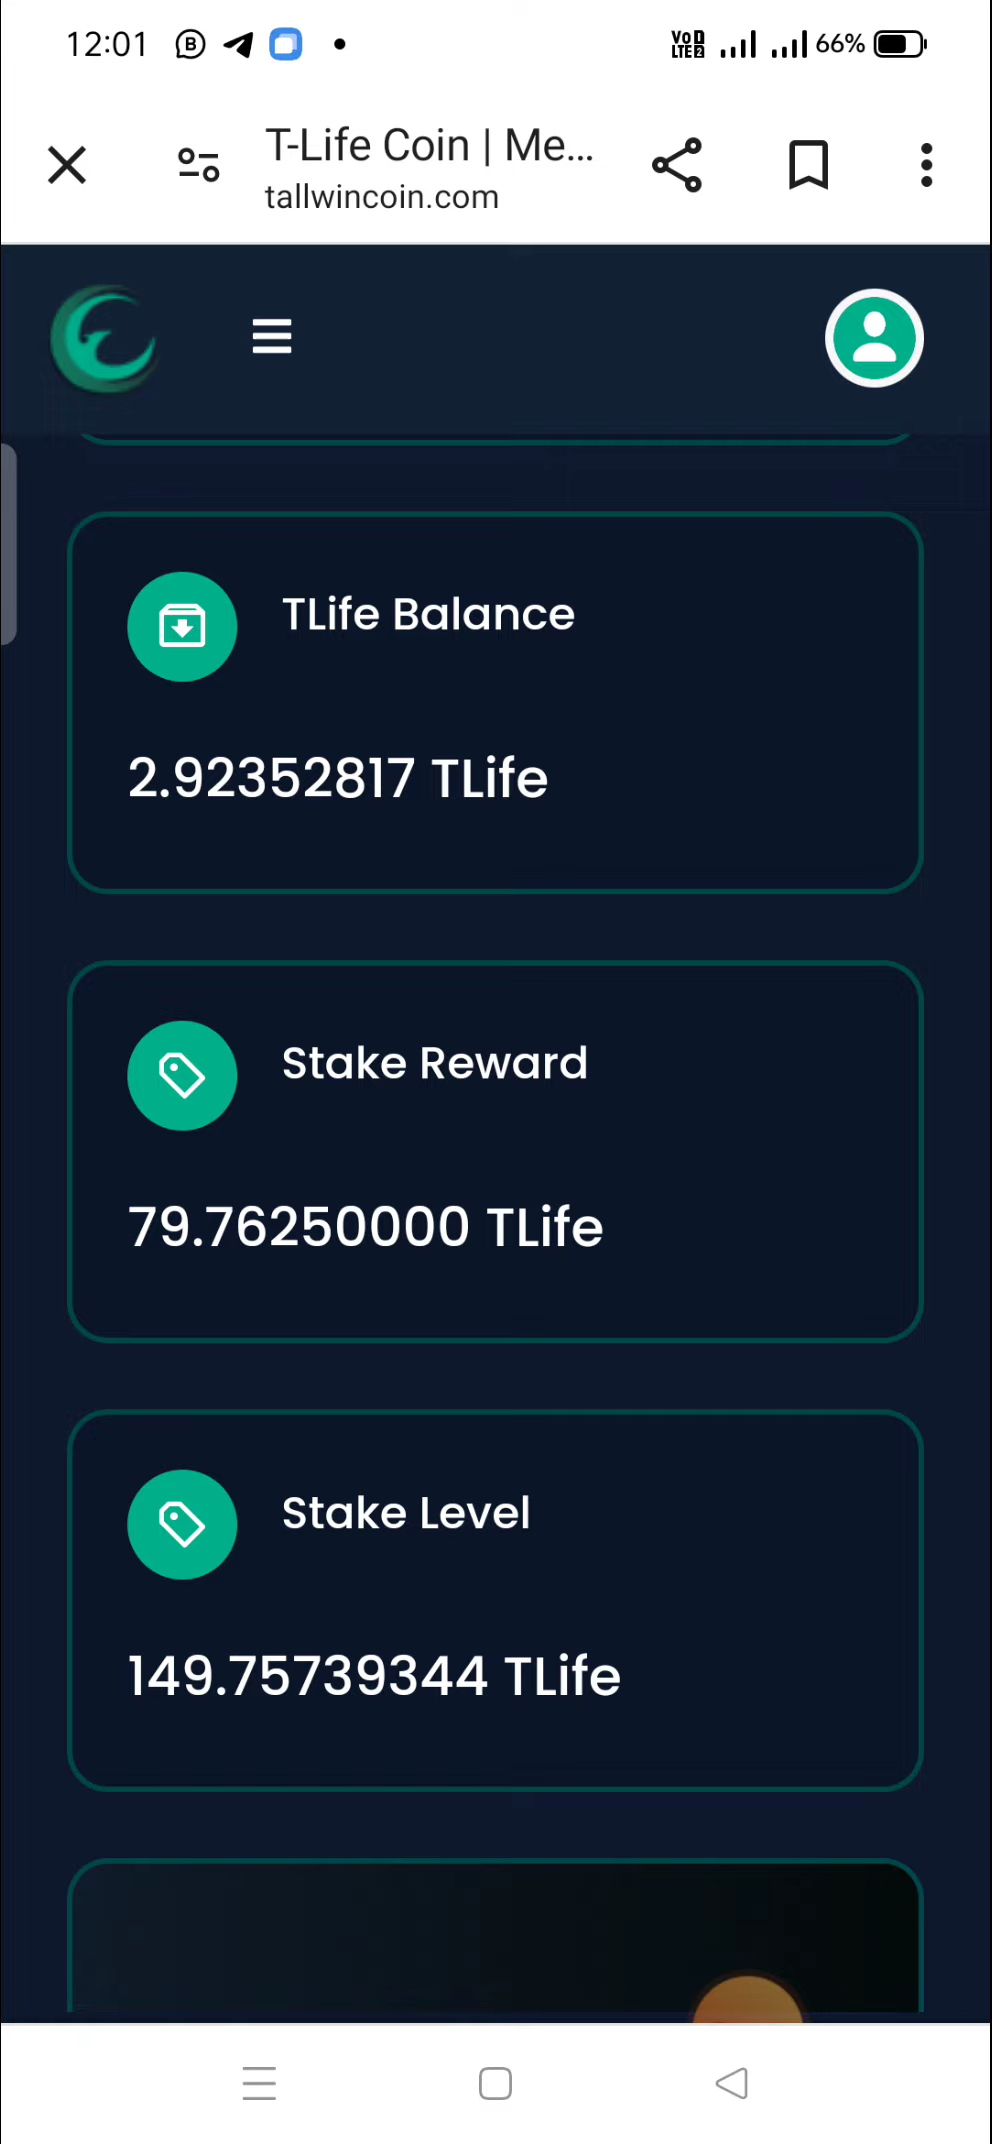 12:01
66%
T-Life Coin | Me...
tallwincoin.com
TLife Balance
2.92352817 TLife
Stake Reward
79.76250000 TLife
Stake Level
149.75739344 TLife